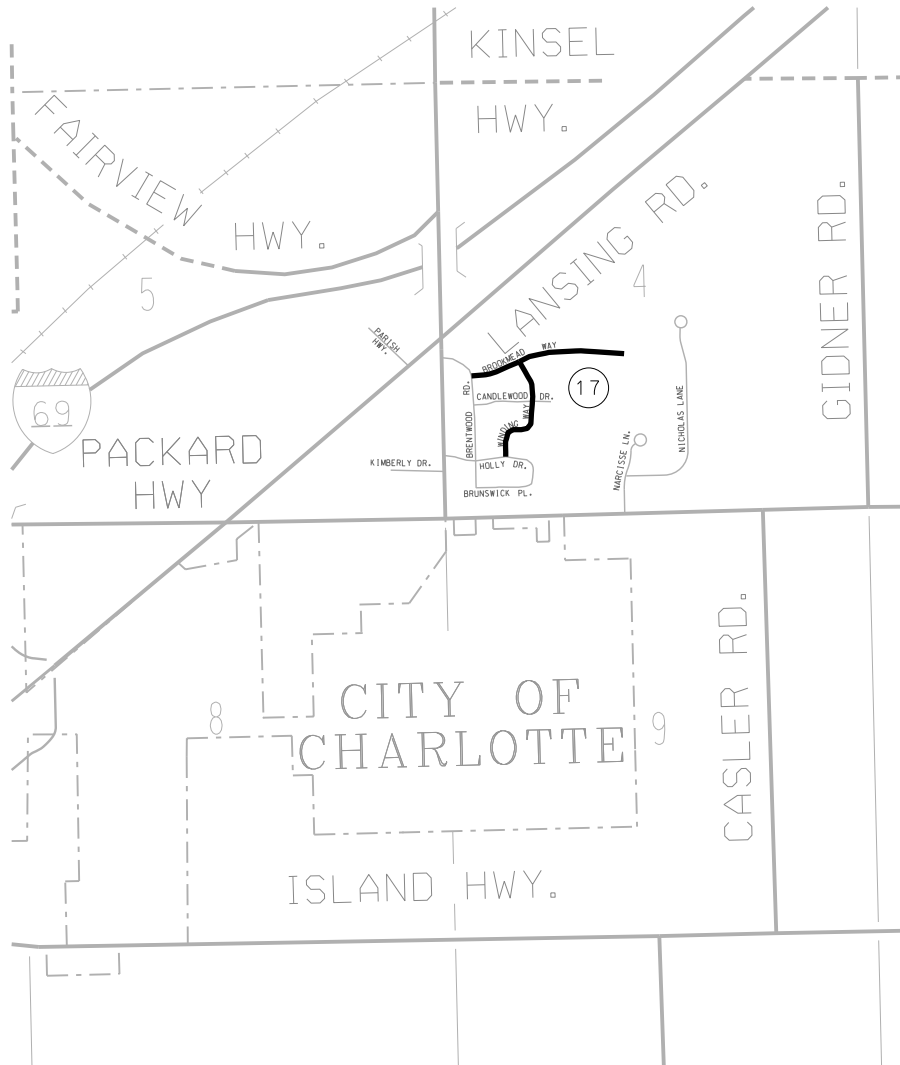 KINSEL
HWY.
FAIRVIEW
HWY.
LANSING RD.
GIDNER RD.
5
4
PARISH
HWY.
BROOKMEAD WAY
17
RD.
BRENTWOOD
CANDLEWOOD DR.
WINDING WAY
NICHOLAS LANE
NARCISSE LN.
69
PACKARD
HWY
KIMBERLY DR.
HOLLY DR.
BRUNSWICK PL.
CASLER RD.
CITY OF
CHARLOTTE
8
9
ISLAND HWY.